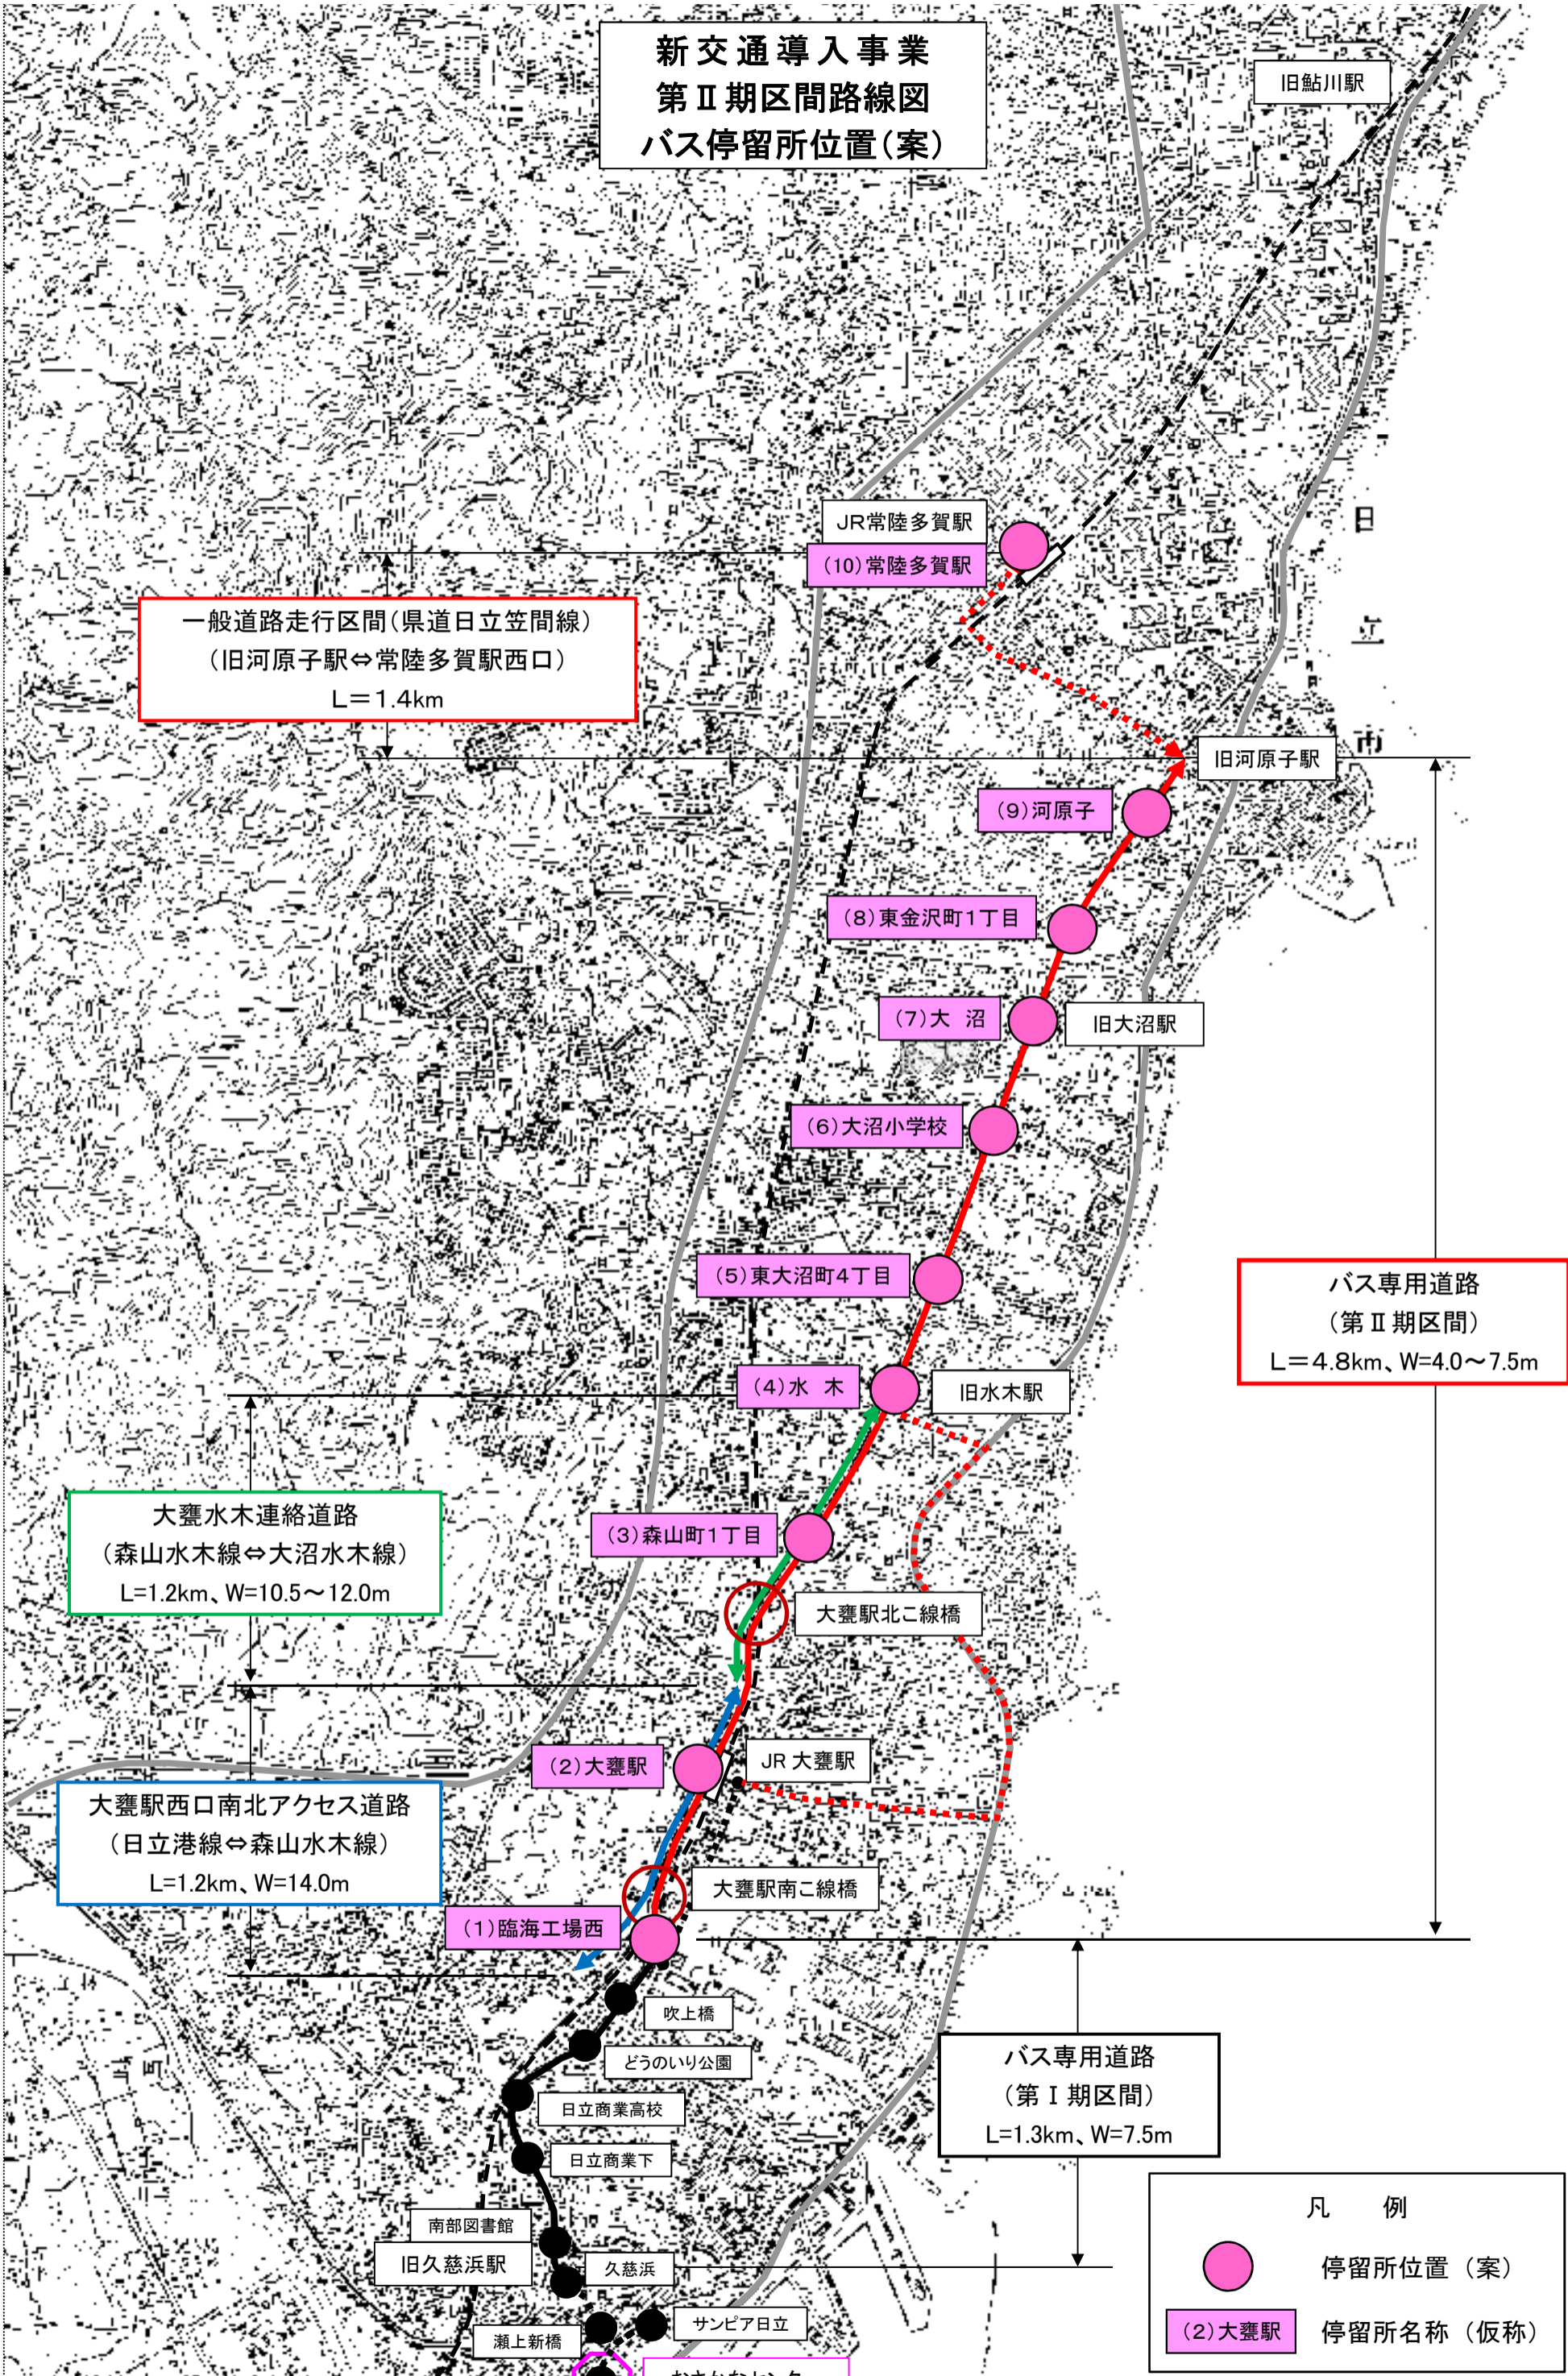 新交通導入事業
第Ⅱ期区間路線図
バス停留所位置(案)
旧鮎川駅
JR常陸多賀駅
(10)常陸多賀駅
日
立
市
一般道路走行区間(県道日立笠間線)
(旧河原子駅⇔常陸多賀駅西口)
L=1.4km
旧河原子駅
(9)河原子
(8)東金沢町1丁目
(7)大 沼
旧大沼駅
(6)大沼小学校
(5)東大沼町4丁目
バス専用道路
(第Ⅱ期区間)
L=4.8km、W=4.0~7.5m
(4)水 木
旧水木駅
大甕水木連絡道路
(森山水木線⇔大沼水木線)
L=1.2km、W=10.5~12.0m
(3)森山町1丁目
大甕駅北こ線橋
(2)大甕駅
JR 大甕駅
大甕駅西口南北アクセス道路
(日立港線⇔森山水木線)
L=1.2km、W=14.0m
大甕駅南こ線橋
(1)臨海工場西
吹上橋
どうのいり公園
バス専用道路
(第Ⅰ期区間)
L=1.3km、W=7.5m
日立商業高校
日立商業下
南部図書館
旧久慈浜駅
久慈浜
サンピア日立
瀬上新橋
おさかなセンター
凡 例
停留所位置(案)
(2)大甕駅
停留所名称(仮称)